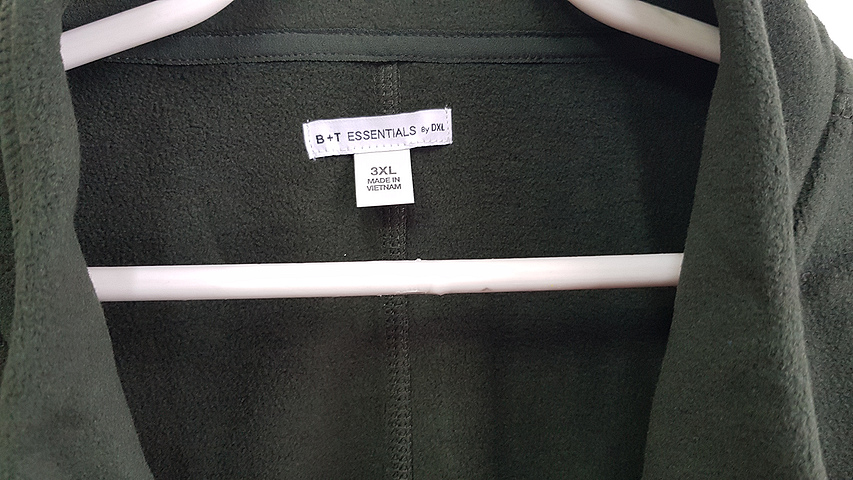 B+T ESSENTIALS By DXL
3XL
MADE IN
VIETNAM